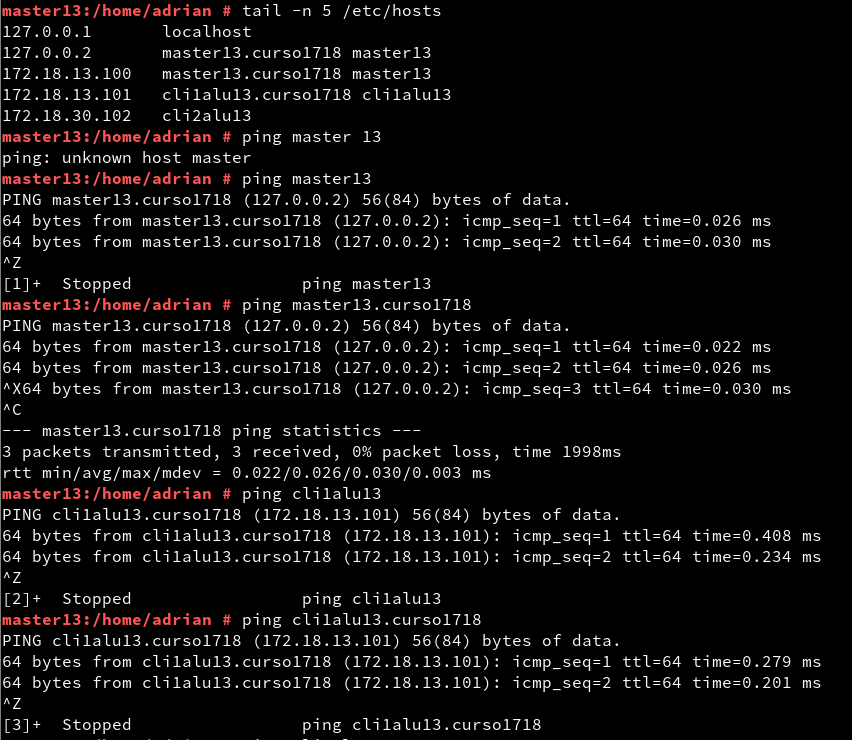 master13:/home/adrian # tail -n 5 /etc/hosts
127.0.0.1       localhost
127.0.0.2       master13.curso1718 master13
172.18.13.100   master13.curso1718 master13
172.18.13.101   cli1alu13.curso1718 cli1alu13
172.18.30.102   cli2alu13
master13:/home/adrian # ping master 13
ping: unknown host master
master13:/home/adrian # ping master13
PING master13.curso1718 (127.0.0.2) 56(84) bytes of data.
64 bytes from master13.curso1718 (127.0.0.2): icmp_seq=1 ttl=64 time=0.026 ms
64 bytes from master13.curso1718 (127.0.0.2): icmp_seq=2 ttl=64 time=0.030 ms
^Z
[1]+  Stopped                 ping master13
master13:/home/adrian # ping master13.curso1718
PING master13.curso1718 (127.0.0.2) 56(84) bytes of data.
64 bytes from master13.curso1718 (127.0.0.2): icmp_seq=1 ttl=64 time=0.022 ms
64 bytes from master13.curso1718 (127.0.0.2): icmp_seq=2 ttl=64 time=0.026 ms
^X64 bytes from master13.curso1718 (127.0.0.2): icmp_seq=3 ttl=64 time=0.030 ms
^C
--- master13.curso1718 ping statistics ---
3 packets transmitted, 3 received, 0% packet loss, time 1998ms
rtt min/avg/max/mdev = 0.022/0.026/0.030/0.003 ms
master13:/home/adrian # ping cli1alu13
PING cli1alu13.curso1718 (172.18.13.101) 56(84) bytes of data.
64 bytes from cli1alu13.curso1718 (172.18.13.101): icmp_seq=1 ttl=64 time=0.408 ms
64 bytes from cli1alu13.curso1718 (172.18.13.101): icmp_seq=2 ttl=64 time=0.234 ms
^Z
[2]+  Stopped                 ping cli1alu13
master13:/home/adrian # ping cli1alu13.curso1718
PING cli1alu13.curso1718 (172.18.13.101) 56(84) bytes of data.
64 bytes from cli1alu13.curso1718 (172.18.13.101): icmp_seq=1 ttl=64 time=0.279 ms
64 bytes from cli1alu13.curso1718 (172.18.13.101): icmp_seq=2 ttl=64 time=0.201 ms
^Z
[3]+  Stopped                 ping cli1alu13.curso1718